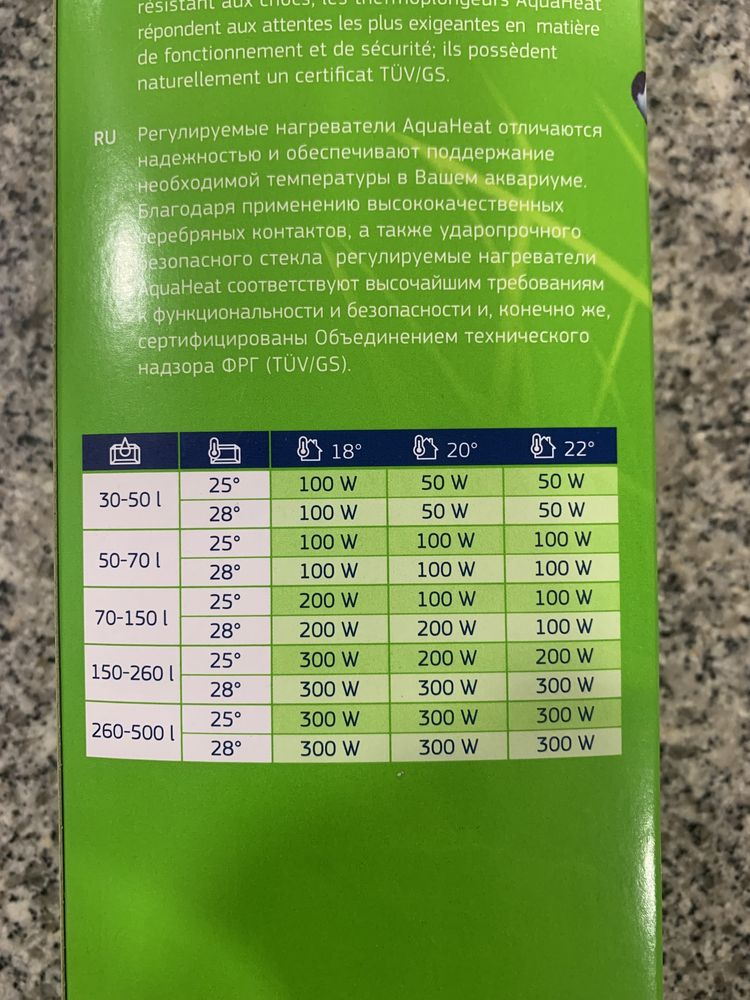 résistant aux chocs, les thermoplongeurs AquaHeat
répondent aux attentes les plus exigeantes en matière
de fonctionnement et de sécurité; ils possèdent
naturellement un certificat TÜV/GS.
RU Регулируемые нагреватели AquaHeat отличаются
надежностью и обеспечивают поддержание
необходимой температуры в Вашем аквариуме.
Благодаря применению высококачественных
серебряных контактов, а также ударопрочного
безопасного стекла регулируемые нагреватели
AquaHeat соответствуют высочайшим требованиям
к функциональности и безопасности и, конечно же,
сертифицированы Объединением технического
надзора ФРГ (TÜV/GS).
18° 20° 22°
30-50 l 25° 100 W 50 W 50 W
28° 100 W 50 W 50 W
50-70 l 25° 100 W 100 W 100 W
28° 100 W 100 W 100 W
70-150 l 25° 200 W 100 W 100 W
28° 200 W 200 W 100 W
150-260 l 25° 300 W 200 W 200 W
28° 300 W 300 W 300 W
260-500 l 25° 300 W 300 W 300 W
28° 300 W 300 W 300 W